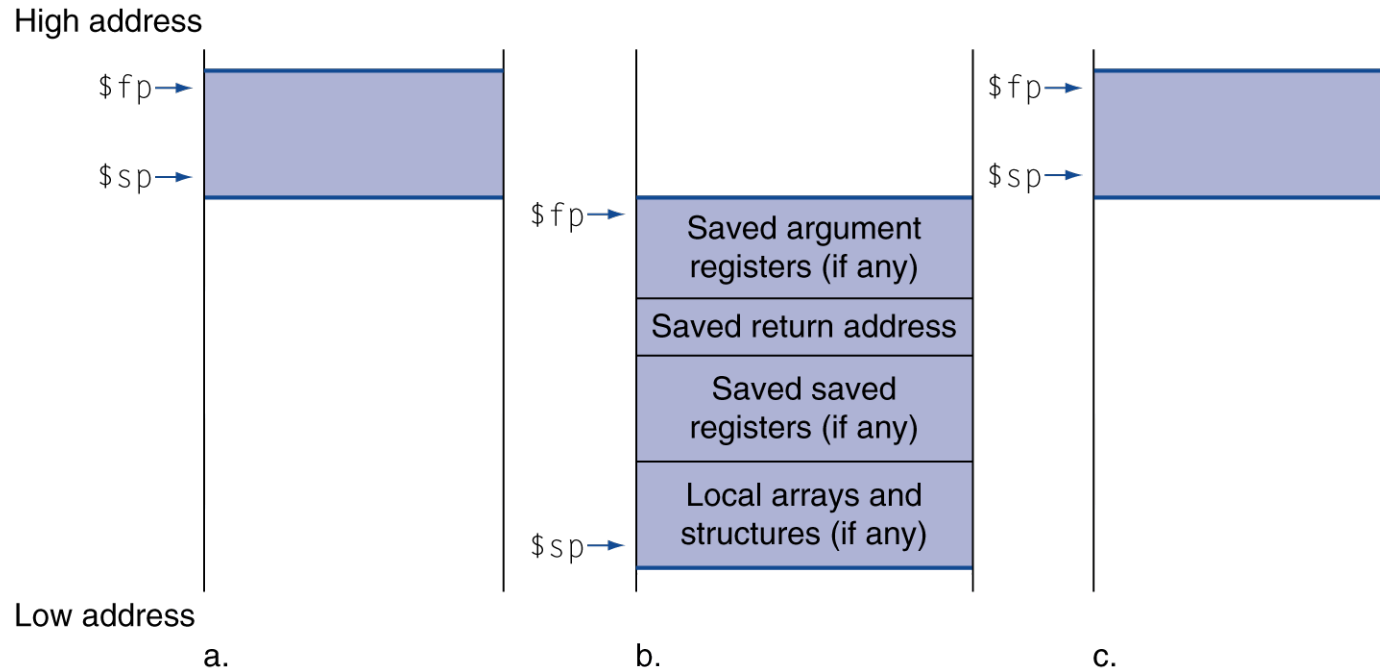 High address
$fp
$sp
$fp
Saved argument
registers (if any)
Saved return address
Saved saved
registers (if any)
Local arrays and
structures (if any)
$sp
$fp
$sp
Low address
a.
b.
c.